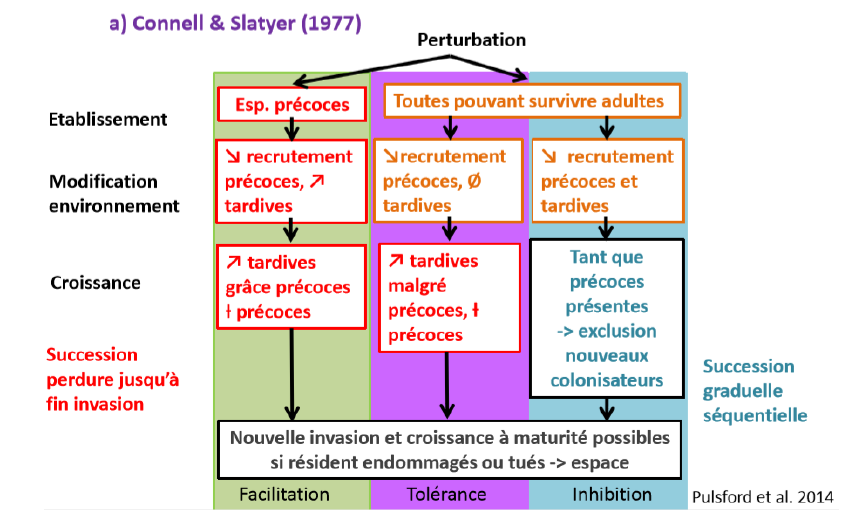 a) Connell & Slatyer (1977)
Perturbation
Etablissement
Esp. précoces
Toutes pouvant survivre adultes
Modification
environnement
↘ recrutement
précoces, ↗
tardives
↘recrutement
précoces, Ø
tardives
↘ recrutement
précoces et
tardives
Croissance
↗ tardives
grâce précoces
ƚ précoces
↗ tardives
malgré
précoces, ƚ
précoces
Tant que
précoces
présentes
-> exclusion
nouveaux
colonisateurs
Succession
perdure jusqu'à
fin invasion
Succession
graduelle
séquentielle
Nouvelle invasion et croissance à maturité possibles
si résident endommagés ou tués -> espace
Facilitation
Tolérance
Inhibition
Pulsford et al. 2014